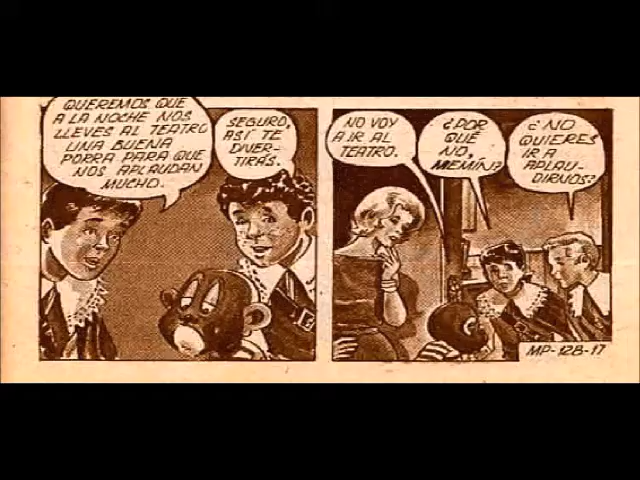 QUEREMOS QUE
A LA NOCHE NOS
LLEVES AL TEATRO
UNA BUENA
PORRA PARA QUE
NOS APLAUDAN
MUCHO.
SEGURO,
ASÍ TE
DIVER-
TIRÁS.
NO VOY
A IR AL
TEATRO.
¿POR
QUÉ
NO,
MEMÍN?
¿NO
QUIERES
IR A
APLAU-
DIRNOS?
MP-128-17